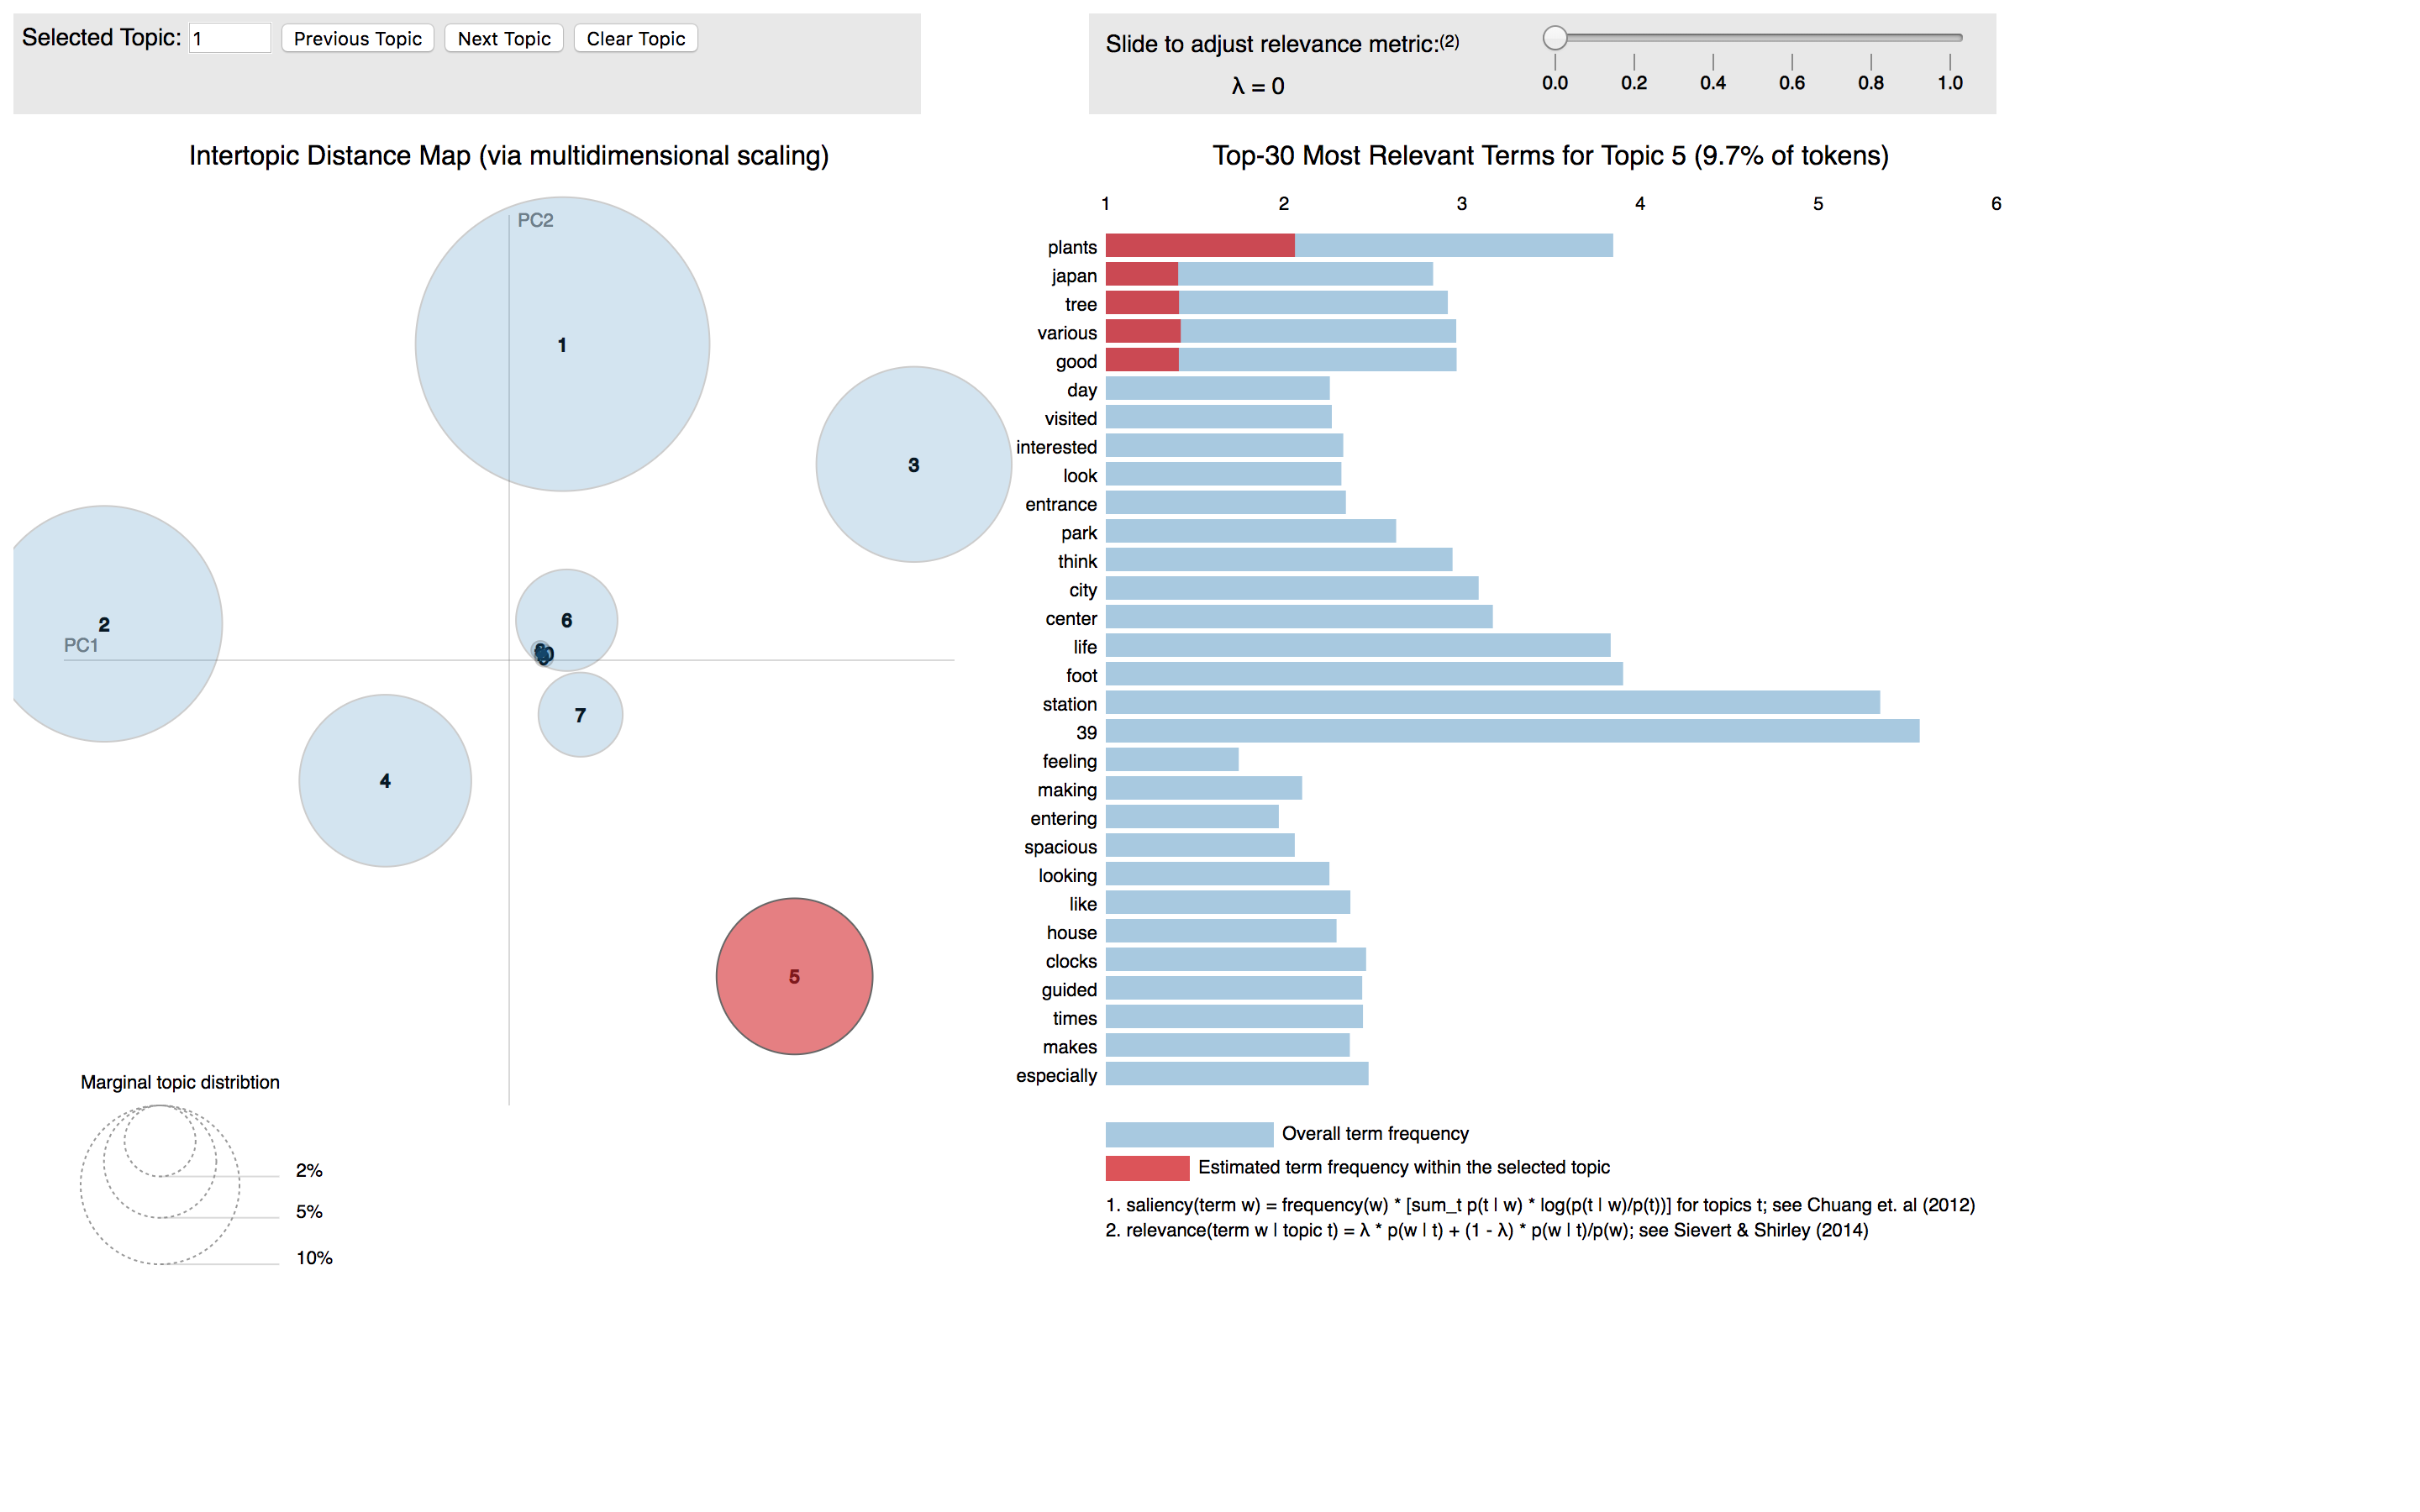 Selected Topic: 1 Previous Topic Next Topic Clear Topic
Slide to adjust relevance metric:(2)
λ = 0
0.0 0.2 0.4 0.6 0.8 1.0
Intertopic Distance Map (via multidimensional scaling)
PC2
1
3
2
PC1
6
7
4
5
Marginal topic distribtion
2%
5%
10%
Top-30 Most Relevant Terms for Topic 5 (9.7% of tokens)
1 2 3 4 5 6
plants
japan
tree
various
good
day
visited
interested
look
entrance
park
think
city
center
life
foot
station
39
feeling
making
entering
spacious
looking
like
house
clocks
guided
times
makes
especially
Overall term frequency
Estimated term frequency within the selected topic
1. saliency(term w) = frequency(w) * [sum_t p(t | w) * log(p(t | w)/p(t))] for topics t; see Chuang et. al (2012)
2. relevance(term w | topic t) = λ * p(w | t) + (1 - λ) * p(w | t)/p(w); see Sievert & Shirley (2014)